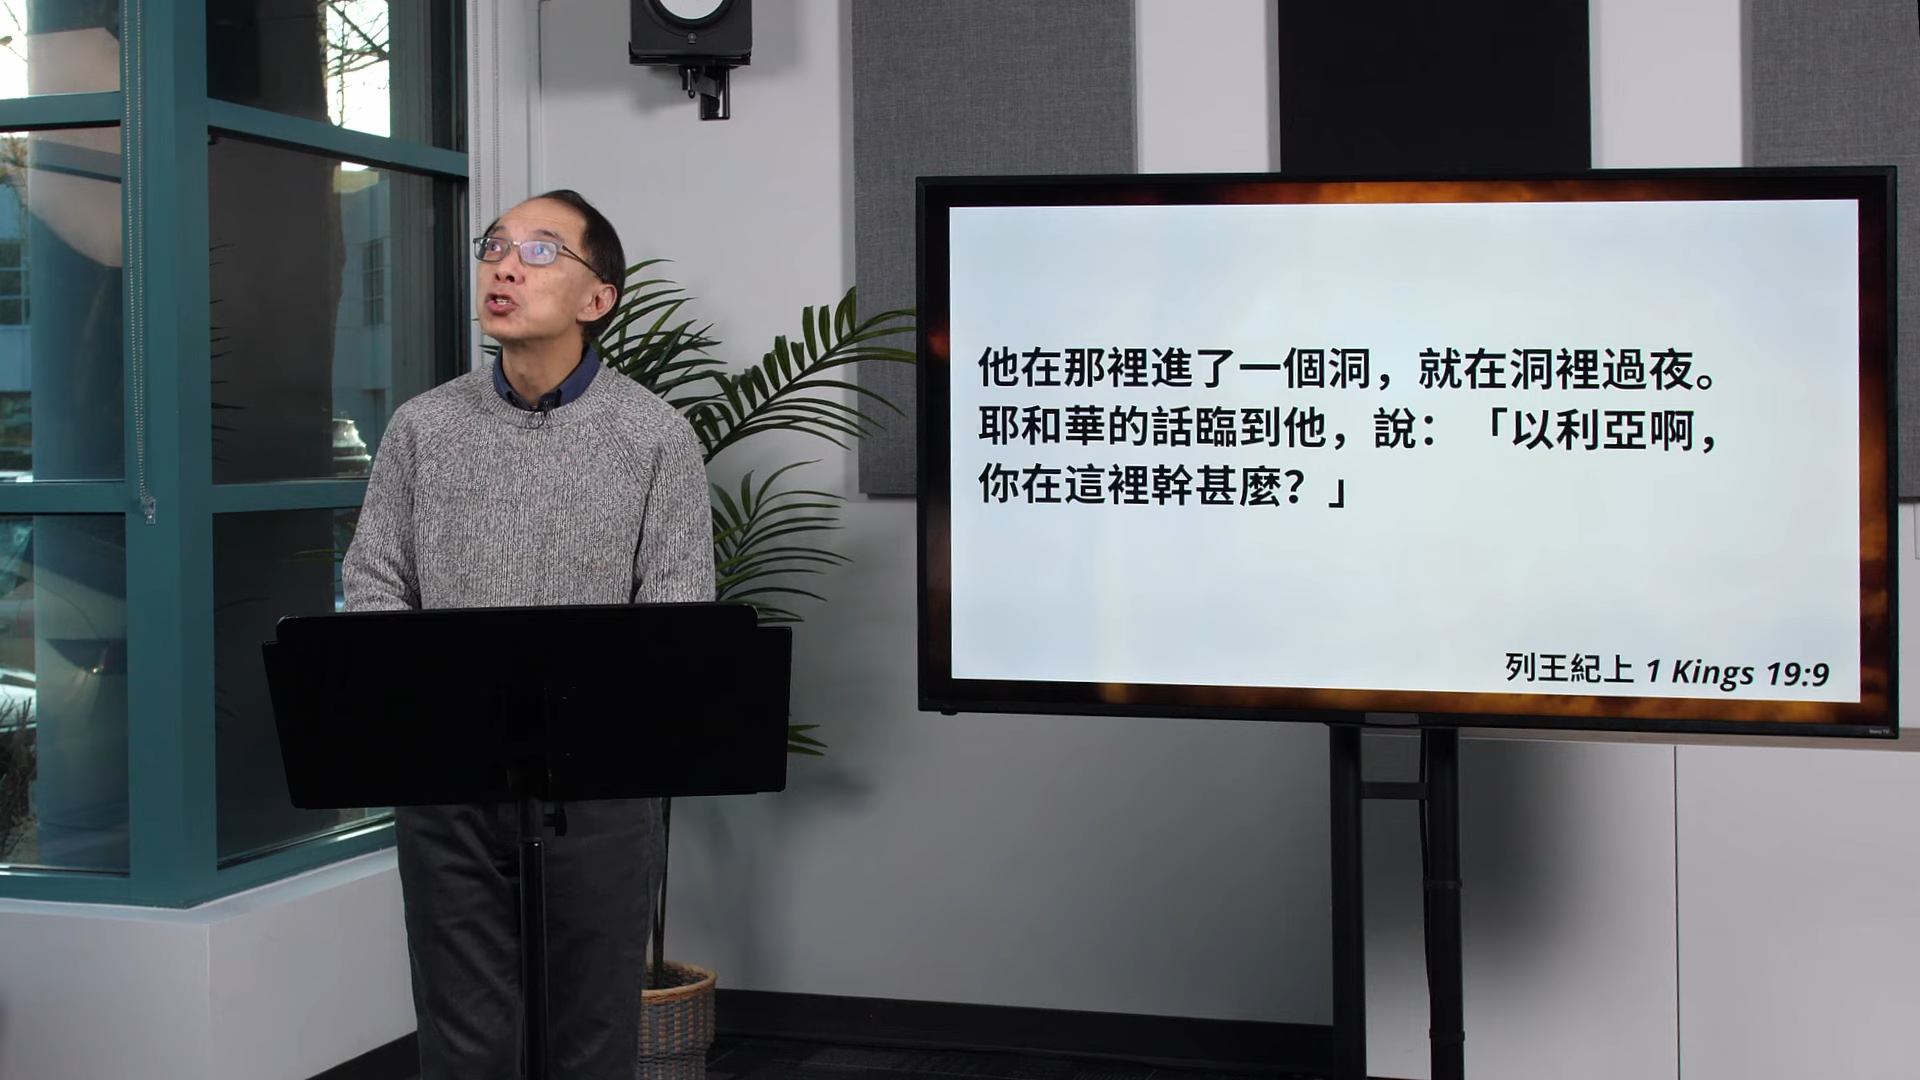 他在那裡進了一個洞，就在洞裡過夜。
耶和華的話臨到他，說：「以利亞啊，
你在這裡幹甚麼？」
列王紀上 1 Kings 19:9